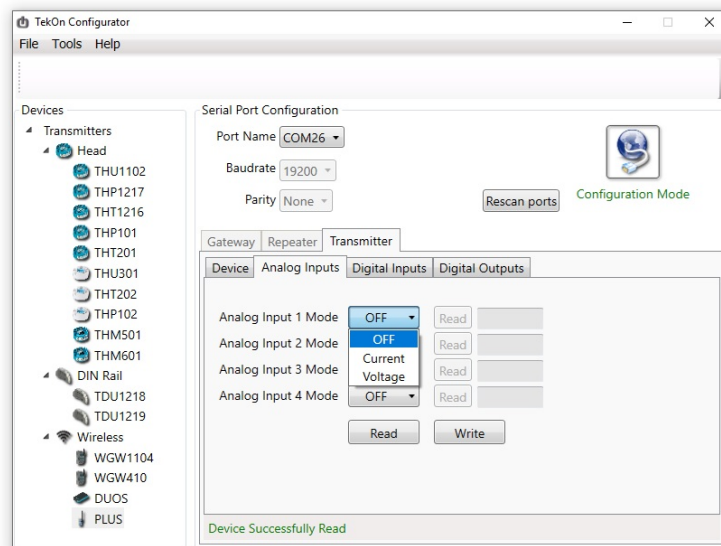 TekOn Configurator
File Tools Help
Devices
Transmitters
Head
THU1102
THP1217
THT1216
THP101
THT201
THU301
THT202
THP102
THM501
THM601
DIN Rail
TDU1218
TDU1219
Wireless
WGW1104
WGW410
DUOS
PLUS
Serial Port Configuration
Port Name COM26
Baudrate 19200
Parity None
Rescan ports
Configuration Mode
Gateway Repeater Transmitter
Device Analog Inputs Digital Inputs Digital Outputs
Analog Input 1 Mode OFF Read
Analog Input 2 Mode OFF Read
Analog Input 3 Mode Current Read
Voltage
Analog Input 4 Mode OFF Read
Read Write
Device Successfully Read